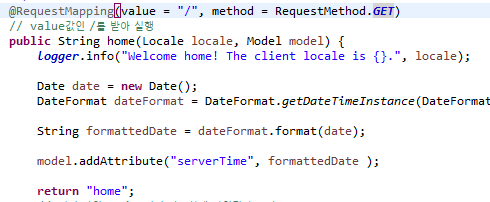 @RequestMapping(value = "/", method = RequestMethod.GET)
// value값인 /를 받아 실행
public String home(Locale locale, Model model) {
logger.info("Welcome home! The client locale is {}.", locale);
Date date = new Date();
DateFormat dateFormat = DateFormat.getDateTimeInstance(DateFormat
String formattedDate = dateFormat.format(date);
model.addAttribute("serverTime", formattedDate );
return "home";